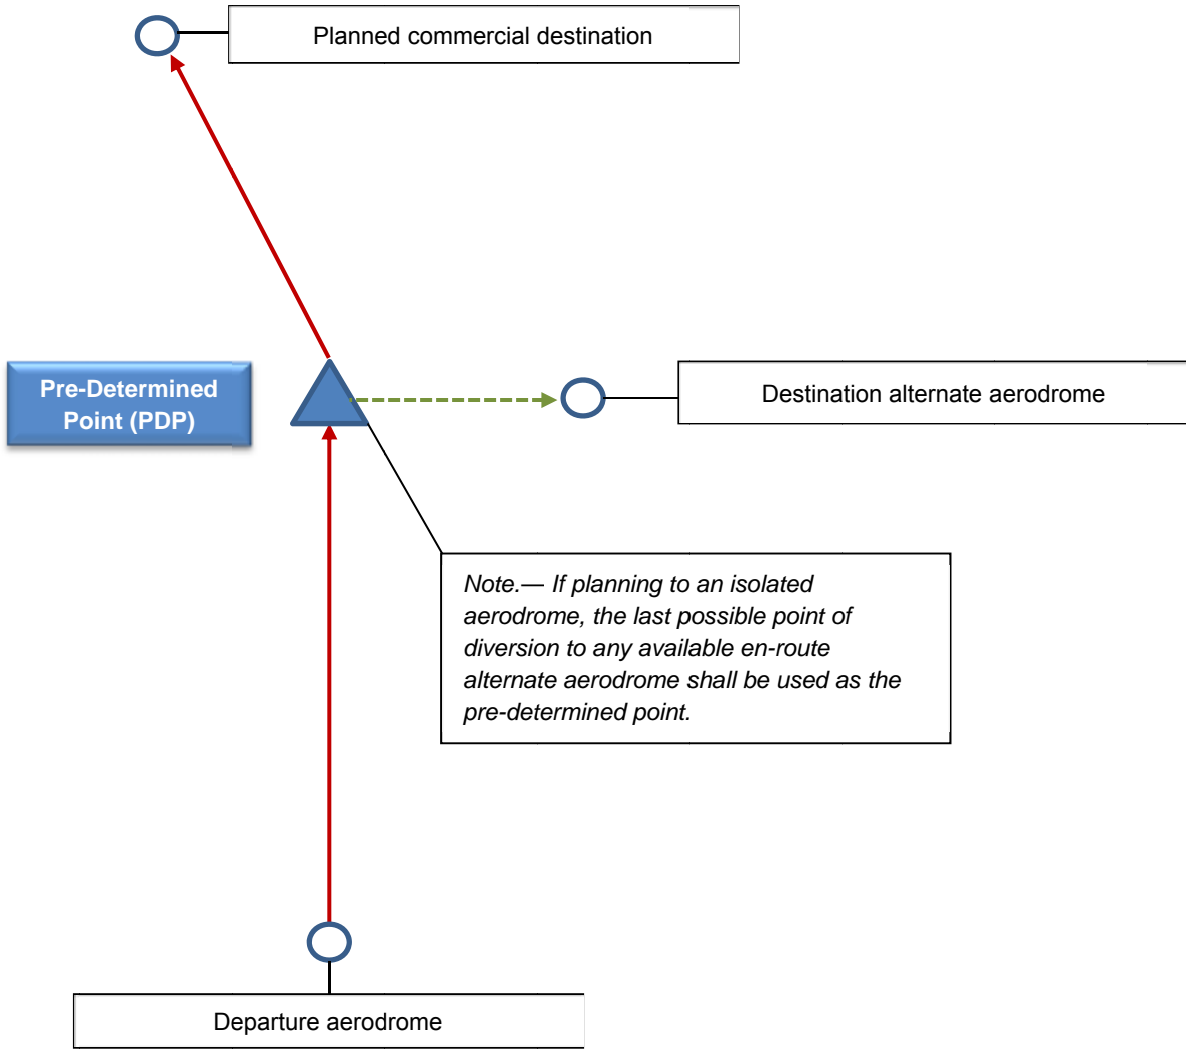 Planned commercial destination
Pre-Determined
Point (PDP)
Destination alternate aerodrome
Note.— If planning to an isolated
aerodrome, the last possible point of
diversion to any available en-route
alternate aerodrome shall be used as the
pre-determined point.
Departure aerodrome